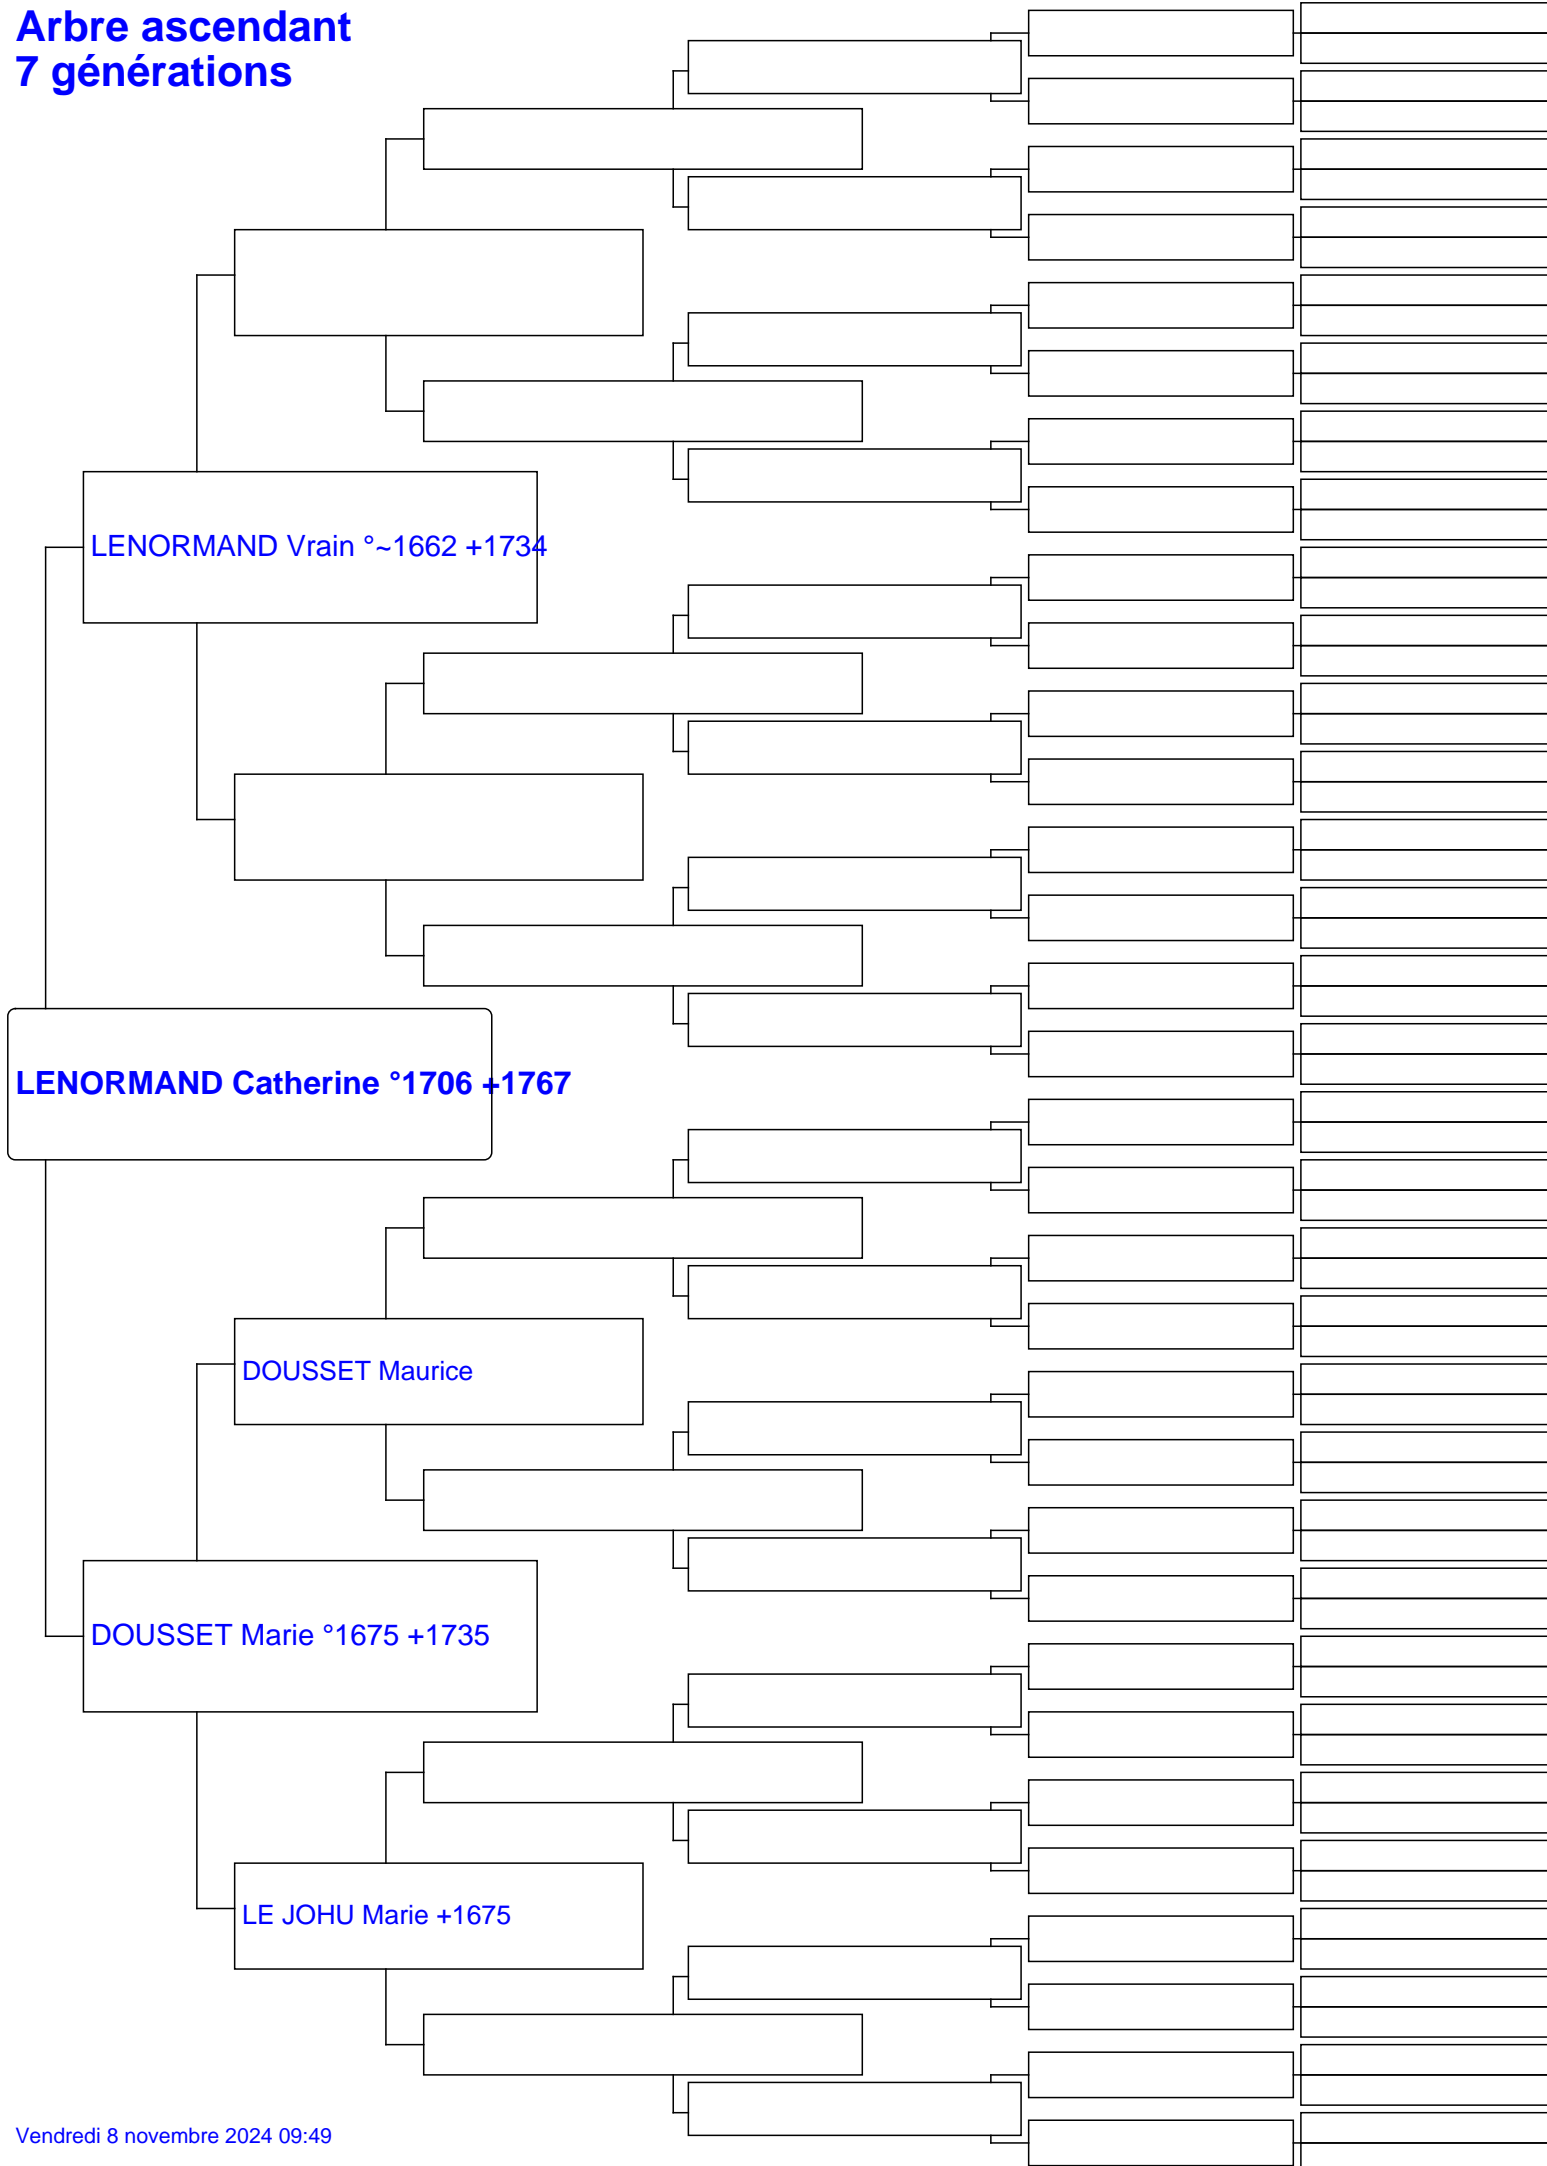 Arbre ascendant
7 générations
LENORMAND Vrain °~1662 +1734
LENORMAND Catherine °1706 +1767
DOUSSET Maurice
DOUSSET Marie °1675 +1735
LE JOHU Marie +1675
Vendredi 8 novembre 2024 09:49